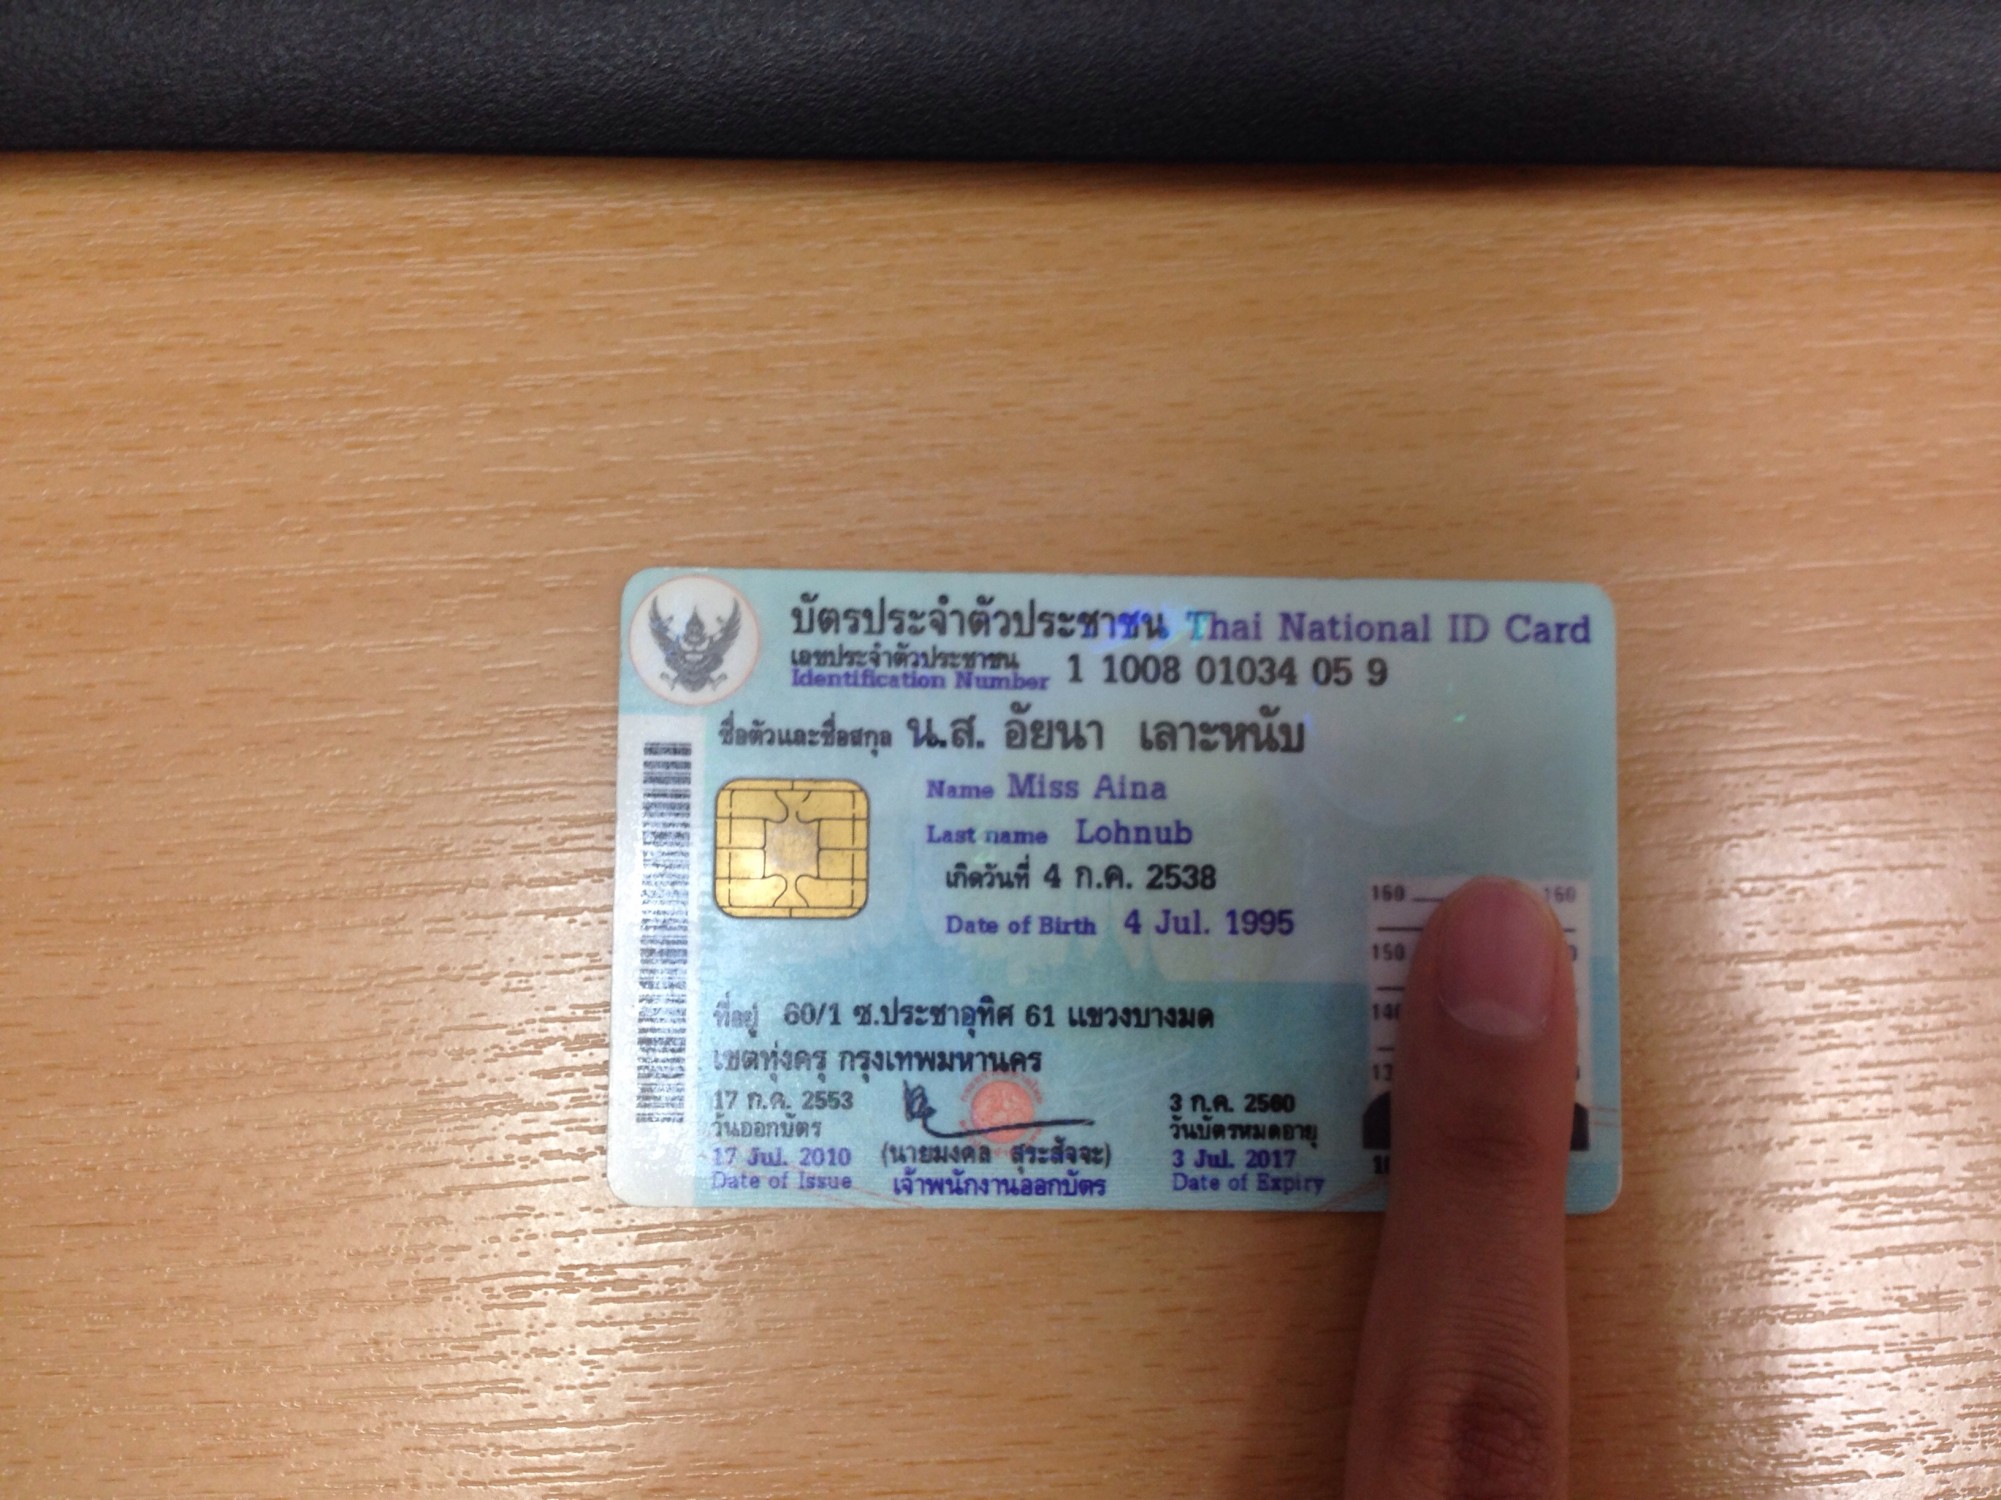 บัตรประจำตัวประชาชน Thai National ID Card
เลขประจำตัวประชาชน
Identification Number 1 1008 01034 05 9
ชื่อตัวและชื่อสกุล น.ส. อัยนา เลาะหนับ
Name Miss Aina
Last name Lohnub
เกิดวันที่ 4 ก.ค. 2538
Date of Birth 4 Jul. 1995
160 160
150
ที่อยู่ 60/1 ซ.ประชาอุทิศ 61 แขวงบางมด
เขตทุ่งครุ กรุงเทพมหานคร
17 ก.ค. 2553
วันออกบัตร
17 Jul. 2010
Date of Issue
(นายมงคล สุระสัจจะ)
เจ้าพนักงานออกบัตร
3 ก.ค. 2560
วันบัตรหมดอายุ
3 Jul. 2017
Date of Expiry